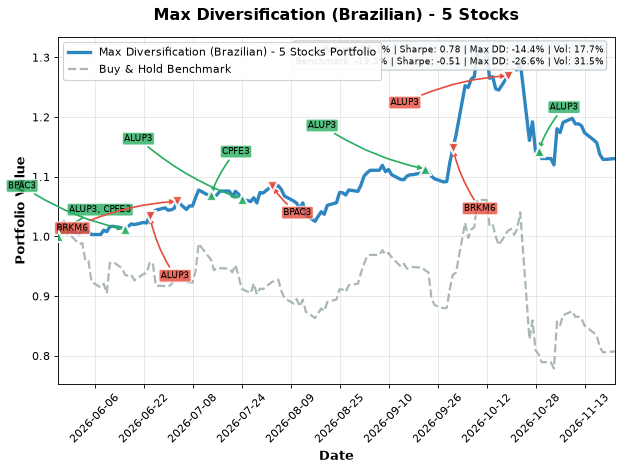 Max Diversification (Brazilian) - 5 Stocks
Max Diversification (Brazilian) - 5 Stocks Portfolio
Buy & Hold Benchmark
% | Sharpe: 0.78 | Max DD: -14.4% | Vol: 17.7%
| Sharpe: -0.51 | Max DD: -26.6% | Vol: 31.5%
Portfolio Value
1.3
1.2
1.1
1.0
0.9
0.8
ALUP3
ALUP3
ALUP3
ALUP3
CPFE3
BPAC3
ALUP3, CPFE3
BPAC3
BRKM6
BRKM6
ALUP3
2026-06-06
2026-06-22
2026-07-08
2026-07-24
2026-08-09
2026-08-25
2026-09-10
2026-09-26
2026-10-12
2026-10-28
2026-11-13
Date